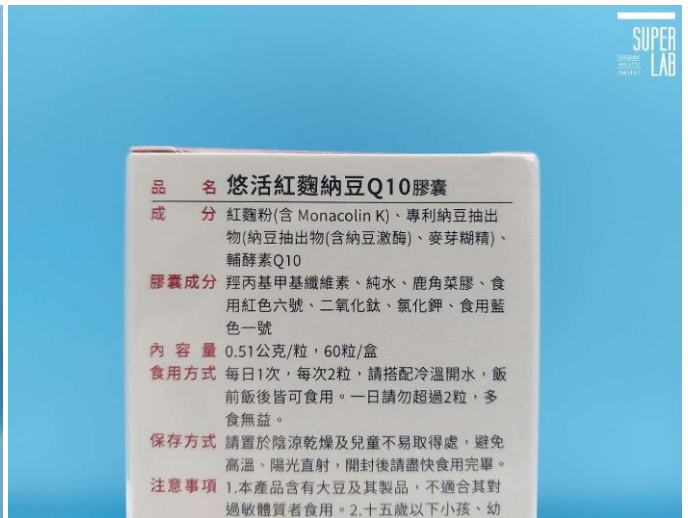 SUPER
LAB
because
results
matter
品名 悠活紅麴納豆Q10膠囊
成分 紅麴粉(含 Monacolin K)、專利納豆抽出
物(納豆抽出物(含納豆激酶)、麥芽糊精)、
輔酵素Q10
膠囊成分 羥丙基甲基纖維素、純水、鹿角菜膠、食
用紅色六號、二氧化鈦、氯化鉀、食用藍
色一號
內容量 0.51公克/粒，60粒/盒
食用方式 每日1次，每次2粒，請搭配冷溫開水，飯
前飯後皆可食用。一日請勿超過2粒，多
食無益。
保存方式 請置於陰涼乾燥及兒童不易取得處，避免
高溫、陽光直射，開封後請盡快食用完畢。
注意事項 1.本產品含有大豆及其製品，不適合其對
過敏體質者食用。2.十五歲以下小孩、幼